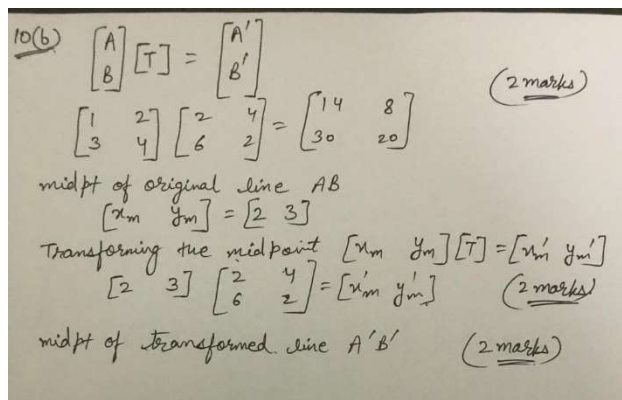 10(b) [A B] [T] = [A' B']
(2 marks)
[1 2 3 4] [2 4 6 2] = [14 8 30 20]
midpt of original line AB
[xm ym] = [2 3]
Transforming the midpoint [xm ym] [T] = [x'm y'm]
[2 3] [2 4 6 2] = [x'm y'm] (2 marks)
midpt of transformed line A'B' (2 marks)